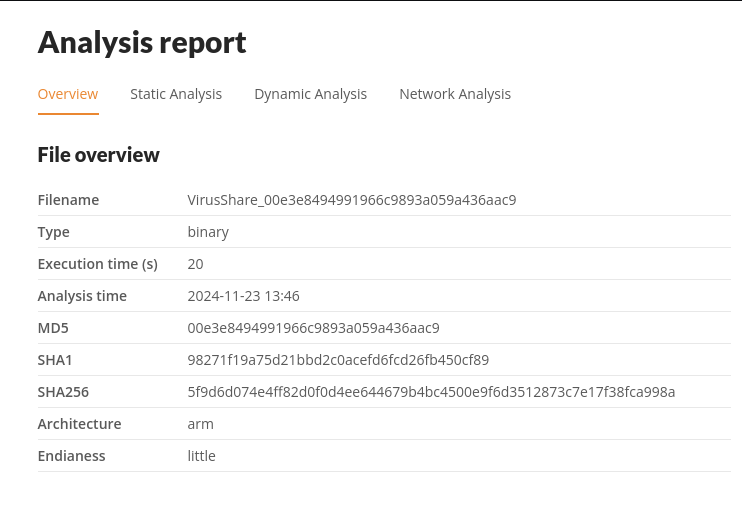 Analysis report
Overview Static Analysis Dynamic Analysis Network Analysis
File overview
Filename VirusShare_00e3e8494991966c9893a059a436aac9
Type binary
Execution time (s) 20
Analysis time 2024-11-23 13:46
MD5 00e3e8494991966c9893a059a436aac9
SHA1 98271f19a75d21bbd2c0acefd6fcd26fb450cf89
SHA256 5f9d6d074e4ff82d0f0d4ee644679b4bc4500e9f6d3512873c7e17f38fca998a
Architecture arm
Endianess little